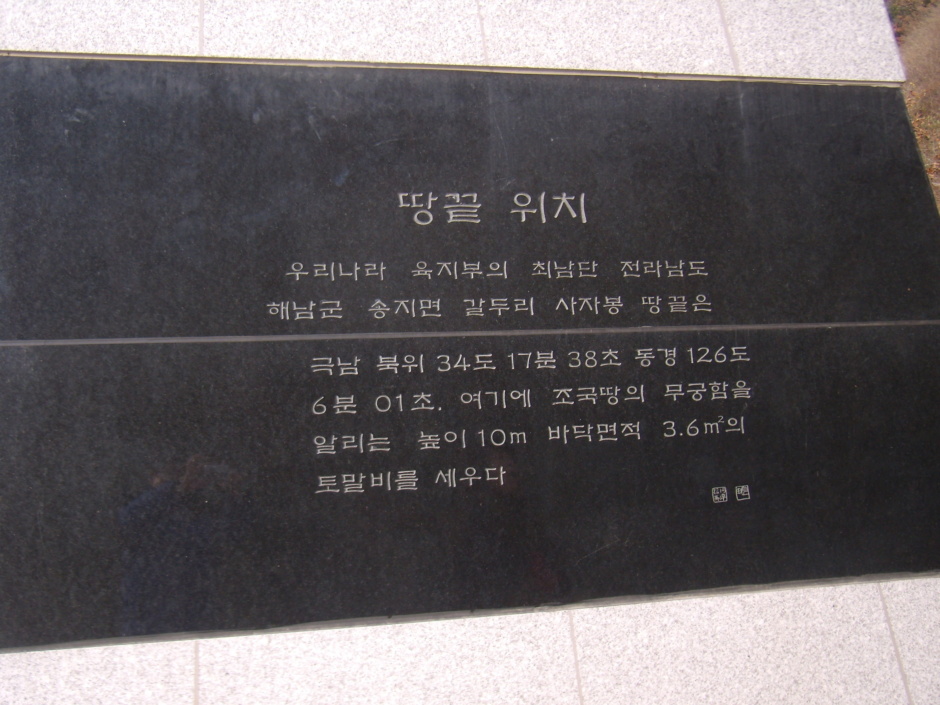 땅끝 위치
우리나라 육지부의 최남단 전라남도
해남군 송지면 갈두리 사자봉 땅끝은
극남 북위 34도 17분 38초 동경 126도
6분 01초. 여기에 조국땅의 무궁함을
알리는 높이 10m 바닥면적 3.6㎡의
토말비를 세우다